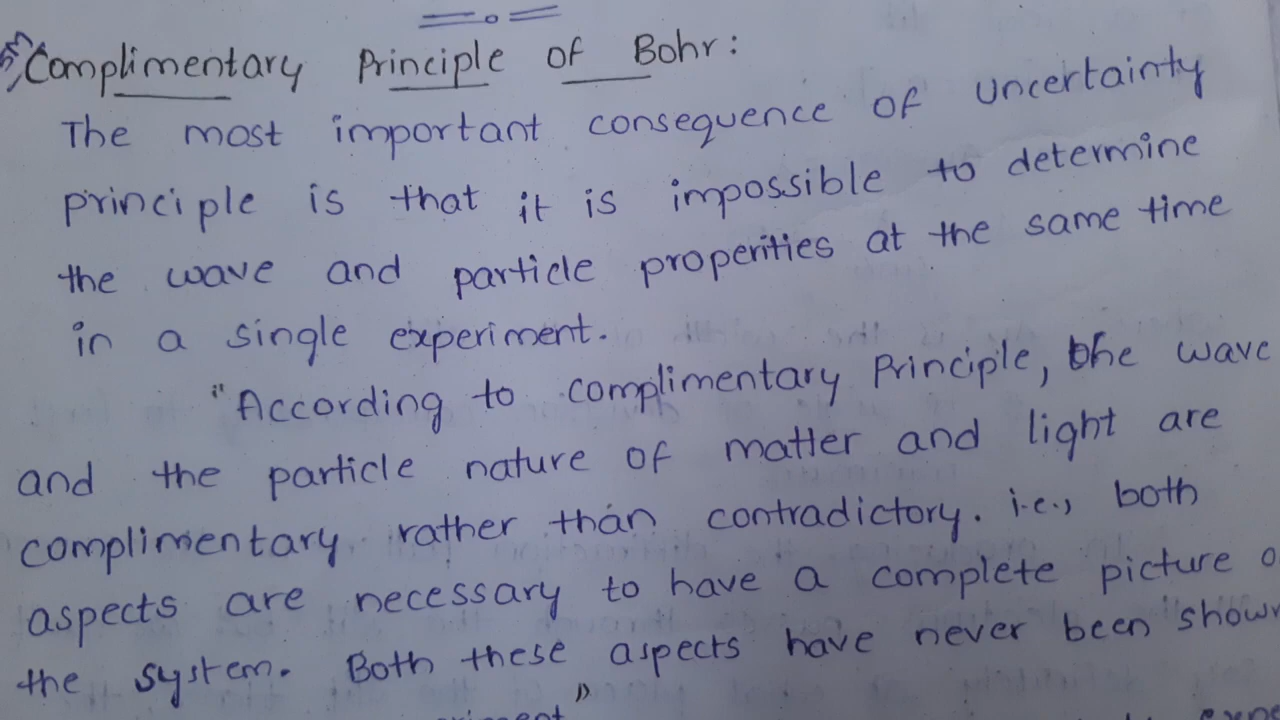 Complimentary Principle of Bohr:
The most important consequence of uncertainty
principle is that it is impossible to determine
the wave and particle properities at the same time
in a single experiment.
"According to complimentary Principle, the wave
and the particle nature of matter and light are
complimentary rather than contradictory. i.e., both
aspects are necessary to have a complete picture o
the system. Both these aspects have never been shown
"